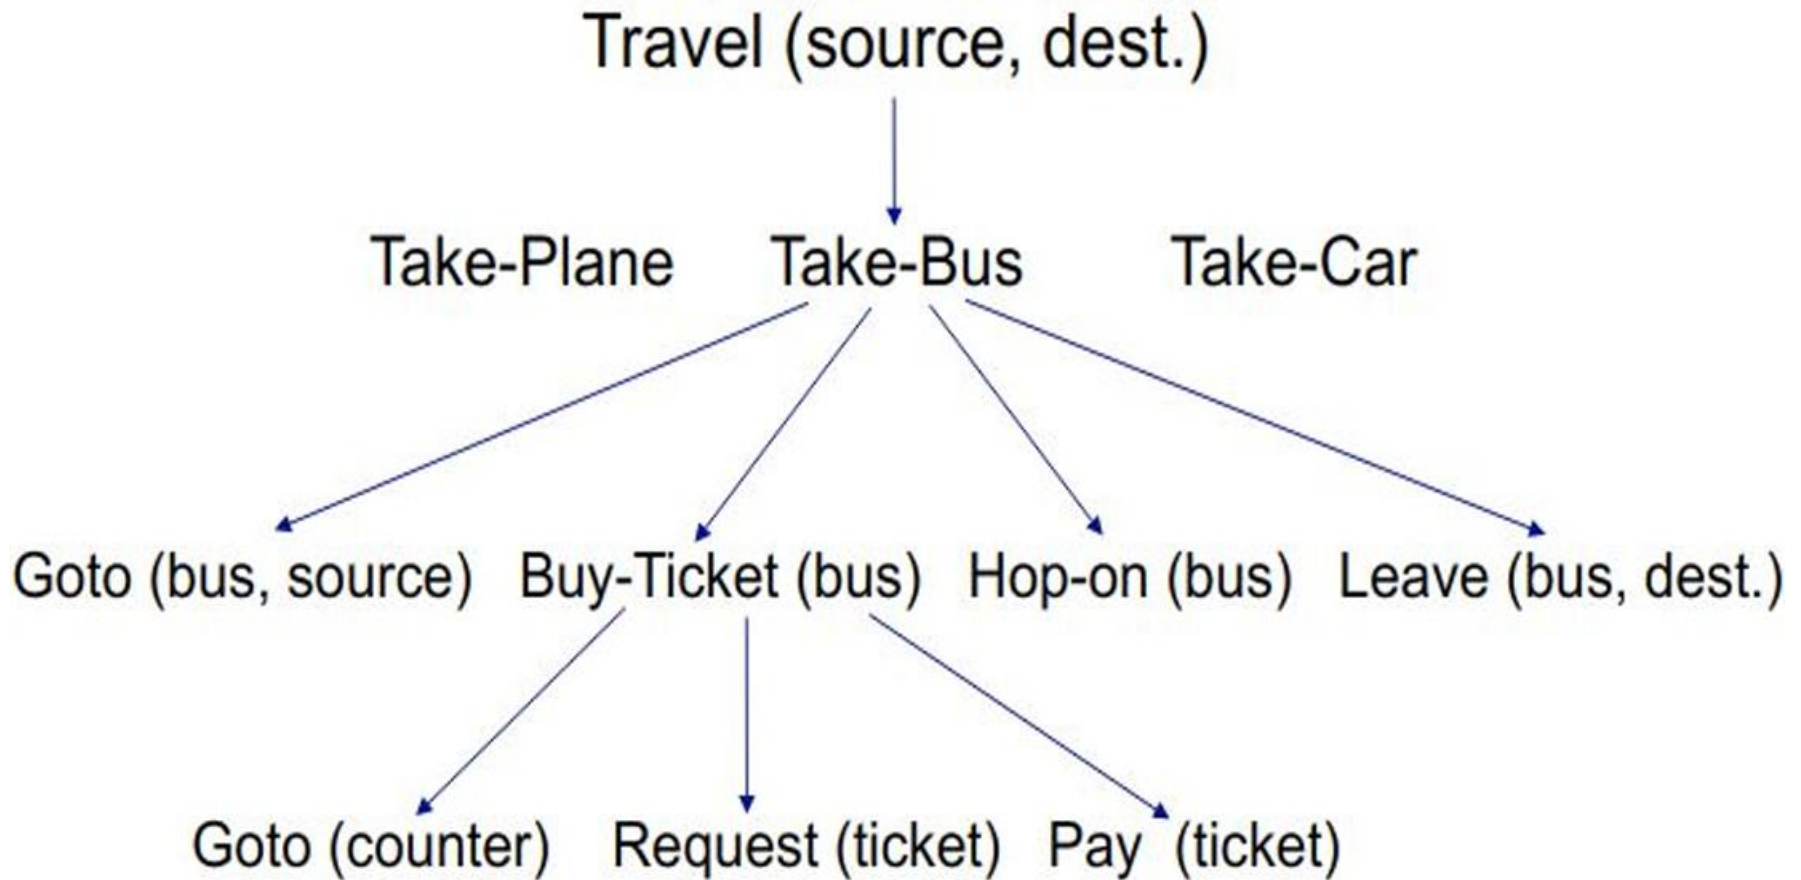 Travel (source, dest.)
Take-Plane Take-Bus Take-Car
Goto (bus, source) Buy-Ticket (bus) Hop-on (bus) Leave (bus, dest.)
Goto (counter) Request (ticket) Pay (ticket)